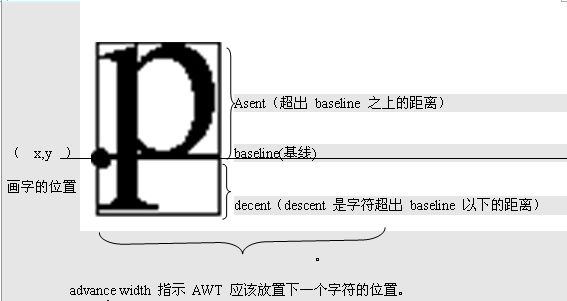 p
Asent（超出 baseline 之上的距离）
（ x,y ） baseline(基线)
画字的位置
decent（descent 是字符超出 baseline 以下的距离）
。
advance width 指示 AWT 应该放置下一个字符的位置。